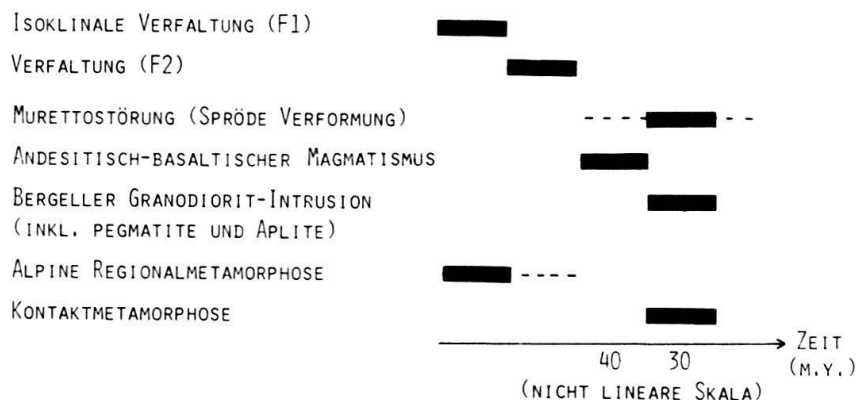 ISOKLINALE VERFALTUNG (F1)
VERFALTUNG (F2)
MURETTOSTÖRUNG (SPRÖDE VERFORMUNG)
ANDESITISCH-BASALTISCHER MAGMATISMUS
BERGELLER GRANODIORIT-INTRUSION
(INKL. PEGMATITE UND APLITE)
ALPINE REGIONALMETAMORPHOSE
KONTAKTMETAMORPHOSE
ZEIT
40 30 (M.Y.)
(NICHT LINEARE SKALA)